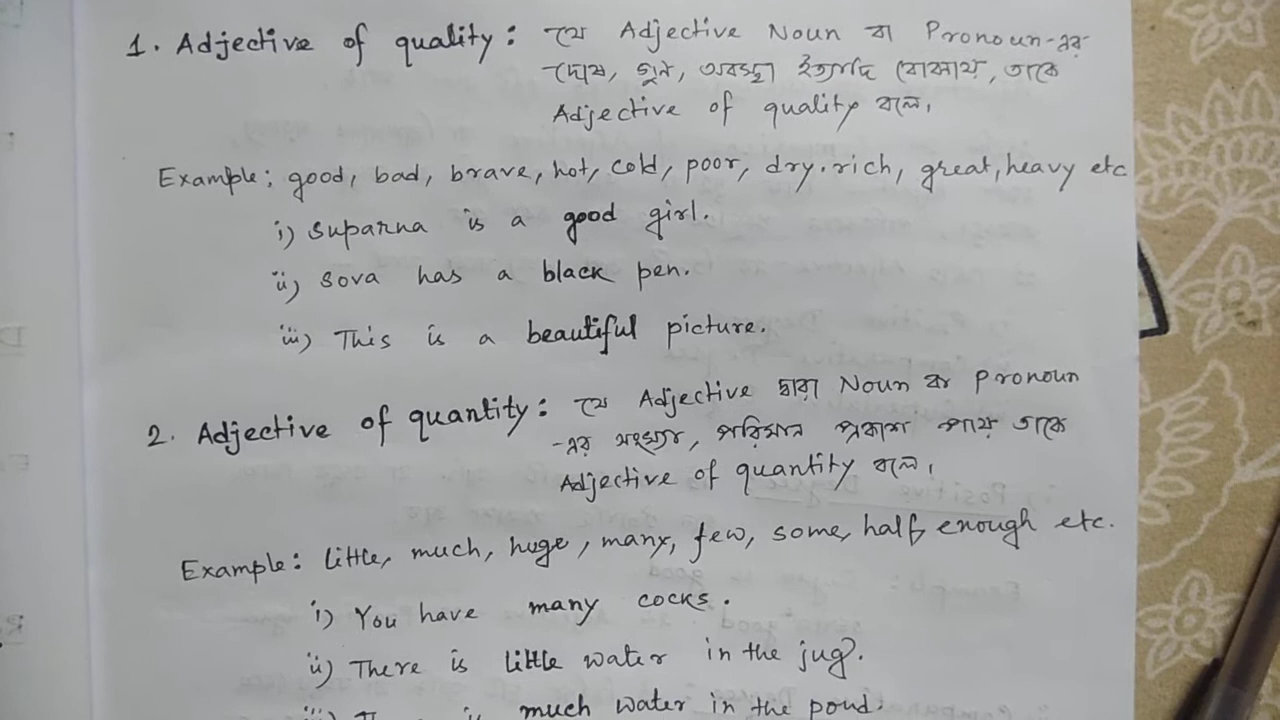 1. Adjective of quality: যে Adjective Noun বা Pronoun-এর
দোষ, গুন, অবস্থা ইত্যাদি বোঝায়, তাকে
Adjective of quality বলে।
Example: good, bad, brave, hot, cold, poor, dry. rich, great, heavy etc
i) Suparna is a good girl.
ii) Sova has a black pen.
iii) This is a beautiful picture.
2. Adjective of quantity: যে Adjective দ্বারা Noun বা Pronoun
-এর সংখ্যার, পরিমান প্রকাশ পায় তাকে
Adjective of quantity বলে।
Example: little, much, huge, many, few, some, half, enough etc.
i) You have many cocks.
ii) There is little water in the jug.
much water in the pond.